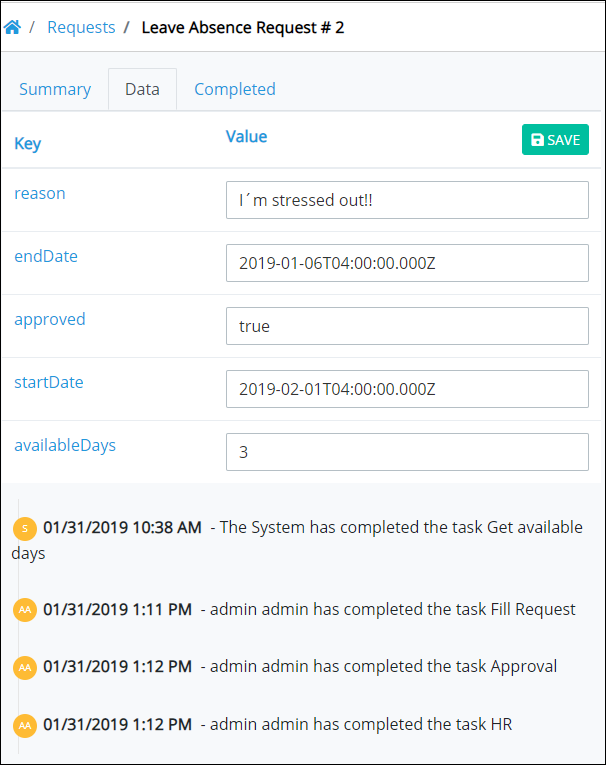 / Requests / Leave Absence Request # 2
Summary Data Completed
Key Value SAVE
reason I´m stressed out!!
endDate 2019-01-06T04:00:00.000Z
approved true
startDate 2019-02-01T04:00:00.000Z
availableDays 3
S 01/31/2019 10:38 AM - The System has completed the task Get available
days
AA 01/31/2019 1:11 PM - admin admin has completed the task Fill Request
AA 01/31/2019 1:12 PM - admin admin has completed the task Approval
AA 01/31/2019 1:12 PM - admin admin has completed the task HR